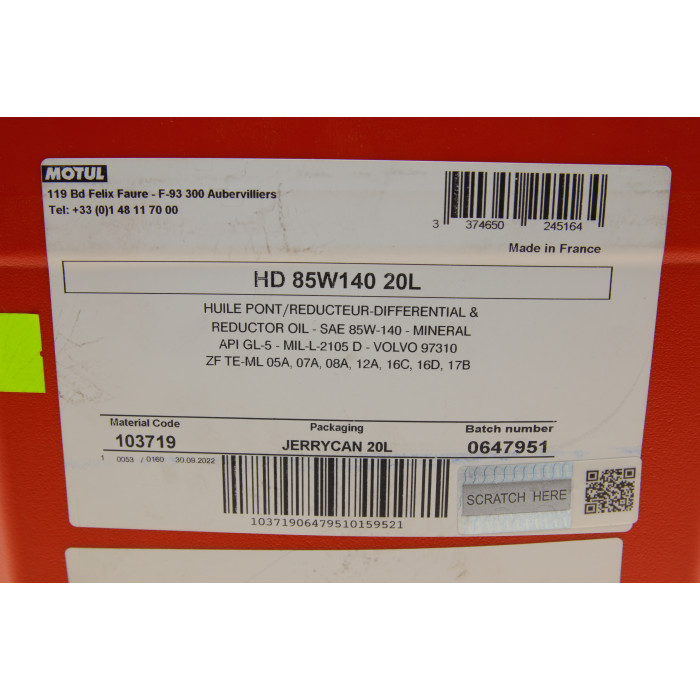 MOTUL
119 Bd Felix Faure - F-93 300 Aubervilliers
Tel: +33 (0)1 48 11 70 00
3 374650 245164
Made in France
HD 85W140 20L
HUILE PONT/REDUCTEUR-DIFFERENTIAL &
REDUCTOR OIL - SAE 85W-140 - MINERAL
API GL-5 - MIL-L-2105 D - VOLVO 97310
ZF TE-ML 05A, 07A, 08A, 12A, 16C, 16D, 17B
Material Code Packaging Batch number
103719 JERRYCAN 20L 0647951
1 0053 / 0160 30.09.2022
10371906479510159521
SCRATCH HERE